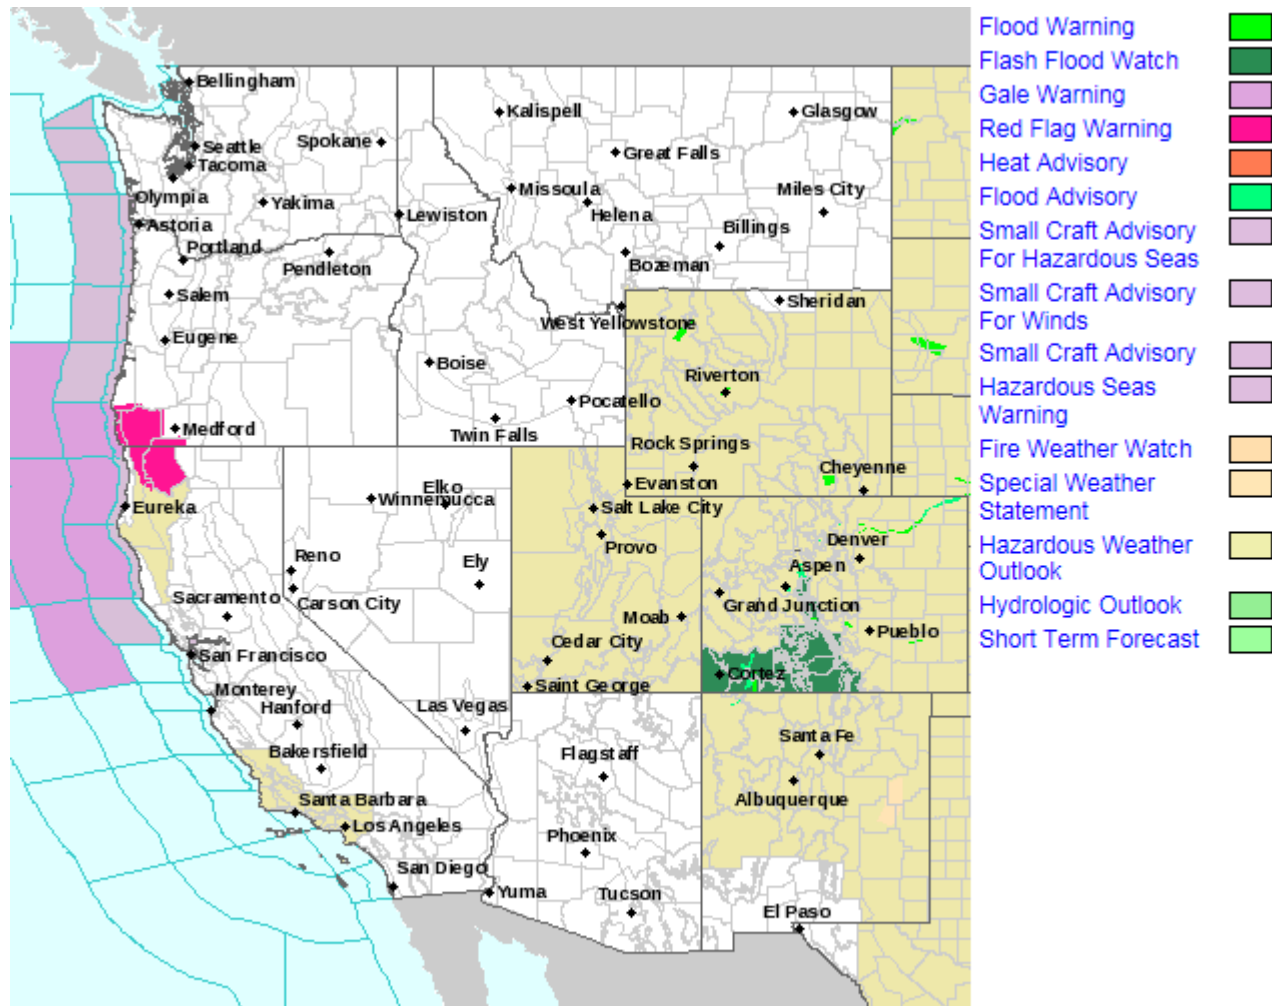 Bellingham
Kalispell
Glasgow
Seattle
Spokane
Great Falls
Tacoma
Missoula
Miles City
Olympia
Yakima
Helena
Lewiston
Astoria
Billings
Portland
Pendleton
Bozeman
Salem
Sheridan
West Yellowstone
Eugene
Boise
Riverton
Pocatello
Medford
Twin Falls
Rock Springs
Cheyenne
Elko
Evanston
Winnemucca
Eureka
Salt Lake City
Denver
Provo
Reno
Ely
Aspen
Sacramento
Carson City
Grand Junction
Moab
Pueblo
Cedar City
San Francisco
Cortez
Saint George
Monterey
Hanford
Las Vegas
Santa Fe
Bakersfield
Flagstaff
Santa Barbara
Albuquerque
Los Angeles
Phoenix
San Diego
Yuma
Tucson
El Paso
Flood Warning
Flash Flood Watch
Gale Warning
Red Flag Warning
Heat Advisory
Flood Advisory
Small Craft Advisory
For Hazardous Seas
Small Craft Advisory
For Winds
Small Craft Advisory
Hazardous Seas
Warning
Fire Weather Watch
Special Weather
Statement
Hazardous Weather
Outlook
Hydrologic Outlook
Short Term Forecast